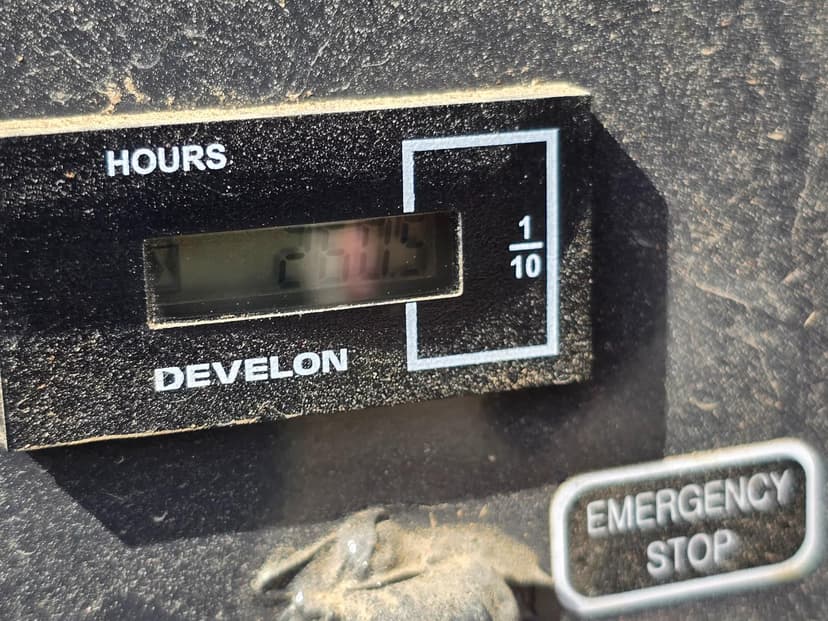 HOURS
1
10
DEVELON
EMERGENCY
STOP